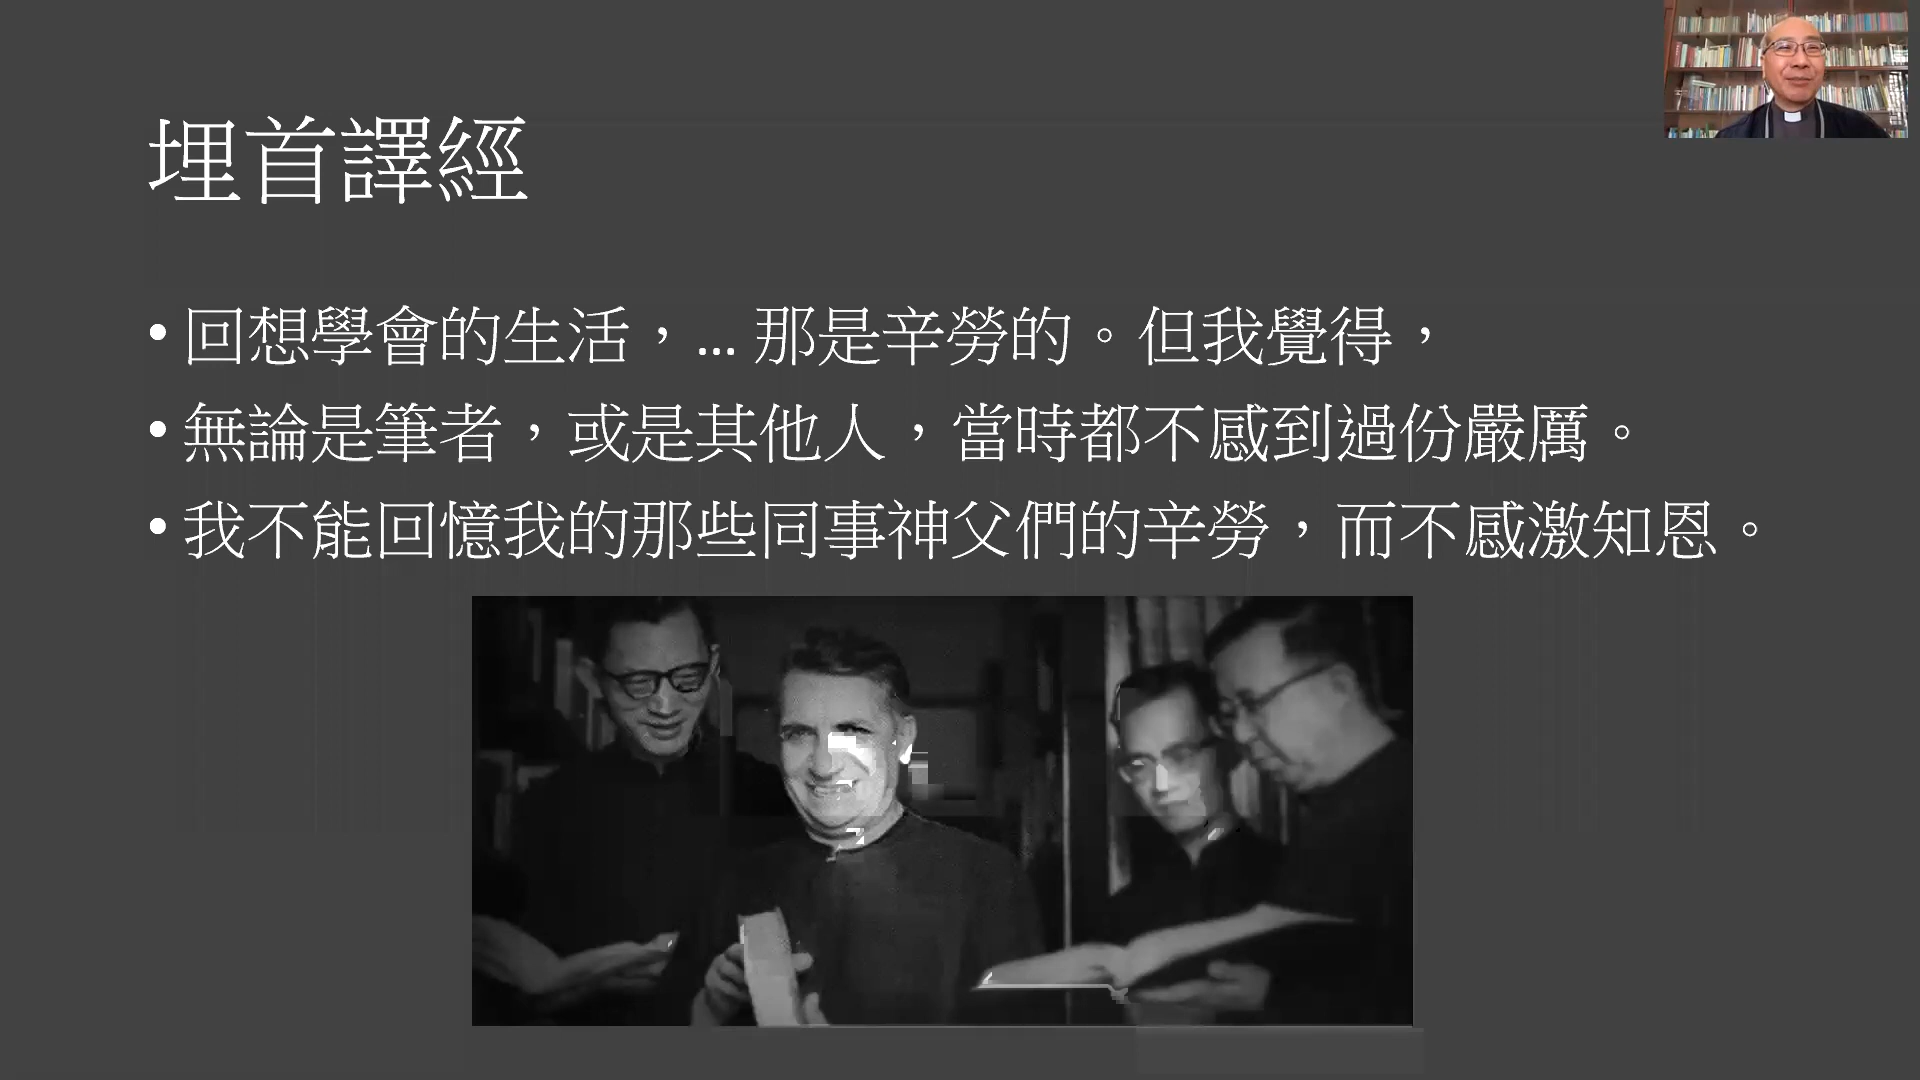 埋首譯經
• 回想學會的生活，... 那是辛勞的。但我覺得，
• 無論是筆者，或是其他人，當時都不感到過份嚴厲。
• 我不能回憶我的那些同事神父們的辛勞，而不感激知恩。